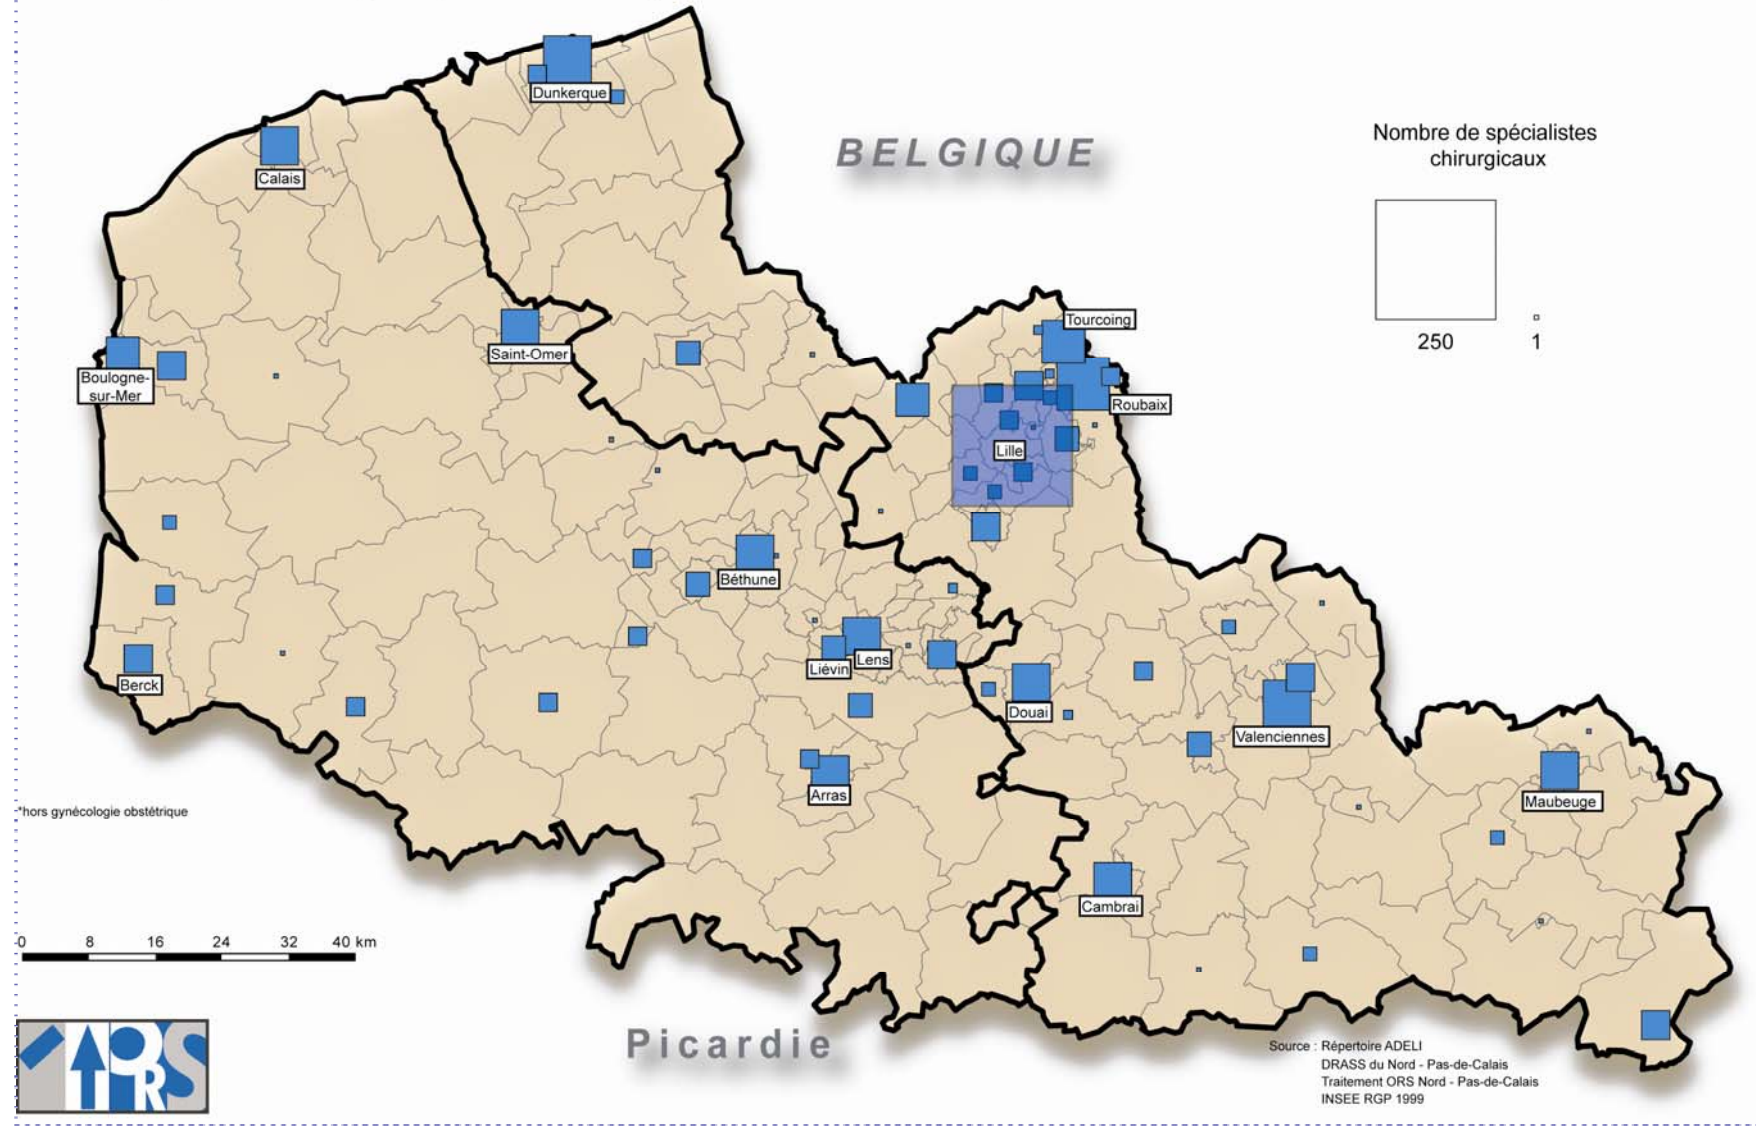 Dunkerque
BELGIQUE
Nombre de spécialistes
chirurgicaux
Calais
250
1
Tourcoing
Saint-Omer
Boulogne-
sur-Mer
Roubaix
Lille
Béthune
Liévin
Lens
Berck
Douai
Valenciennes
Arras
Maubeuge
*hors gynécologie obstétrique
Cambrai
0 8 16 24 32 40 km
Picardie
ORS
Source : Répertoire ADELI
DRASS du Nord - Pas-de-Calais
Traitement ORS Nord - Pas-de-Calais
INSEE RGP 1999